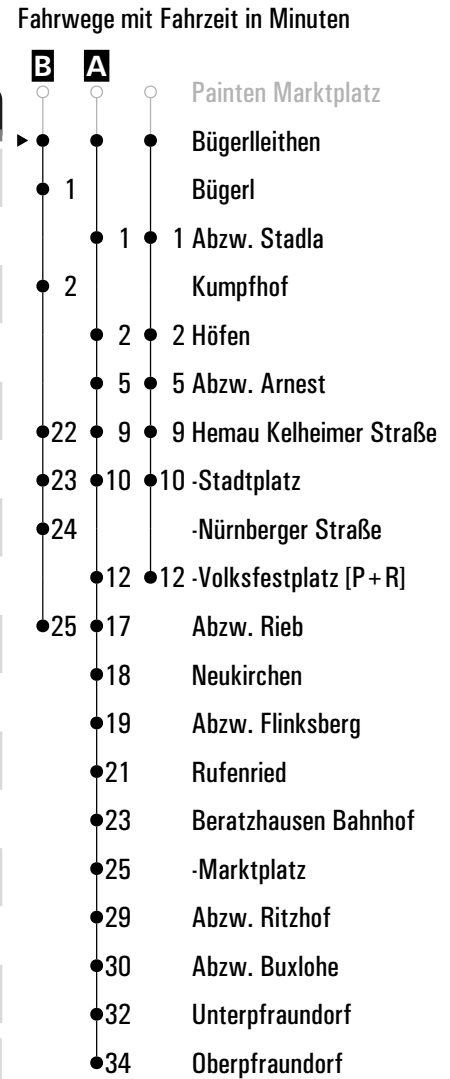 Fahrwege mit Fahrzeit in Minuten
B A
Painten Marktplatz
Bügerlleithen
1 Bügerl
1 1 Abzw. Stadla
2 Kumpfhof
2 2 Höfen
5 5 Abzw. Arnest
22 9 9 Hemau Kelheimer Straße
23 10 10 -Stadtplatz
24 -Nürnberger Straße
12 12 -Volksfestplatz [P+R]
25 17 Abzw. Rieb
18 Neukirchen
19 Abzw. Flinksberg
21 Rufenried
23 Beratzhausen Bahnhof
25 -Marktplatz
29 Abzw. Ritzhof
30 Abzw. Buxlohe
32 Unterpfraundorf
34 Oberpfraundorf